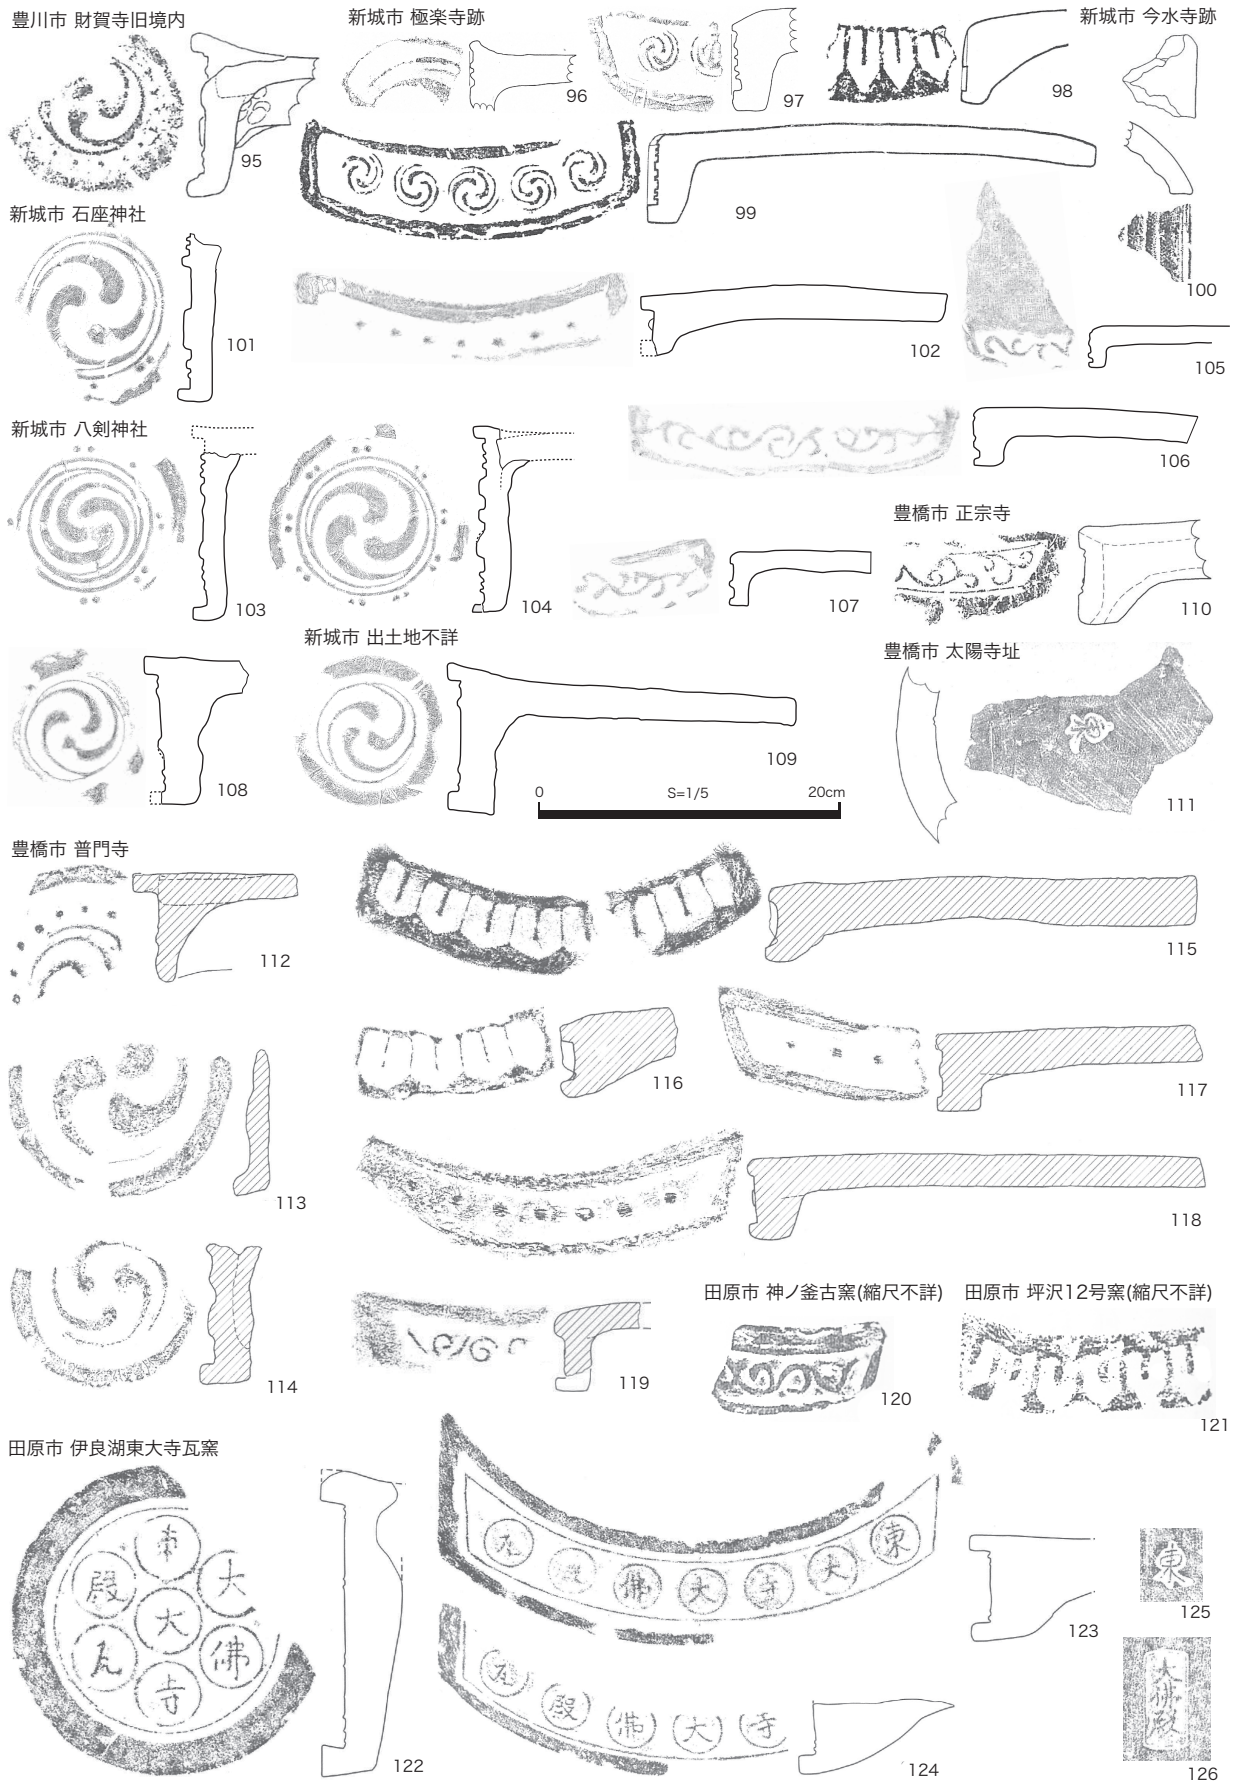 豊川市 財賀寺旧境内
95
新城市 極楽寺跡
96
97
98
99
新城市 今水寺跡
100
新城市 石座神社
101
102
105
新城市 八剣神社
103
104
106
107
豊橋市 正宗寺
110
108
新城市 出土地不詳
109
0 S=1/5 20cm
豊橋市 太陽寺址
111
豊橋市 普門寺
112
115
116
117
113
118
114
119
田原市 神ノ釜古窯(縮尺不詳)
120
田原市 坪沢12号窯(縮尺不詳)
121
田原市 伊良湖東大寺瓦窯
東
大
佛
寺
瓦
殿
大
122
瓦 殿 佛 大 寺 大 東
123
瓦 殿 佛 大 寺
124
東
125
大佛殿
126